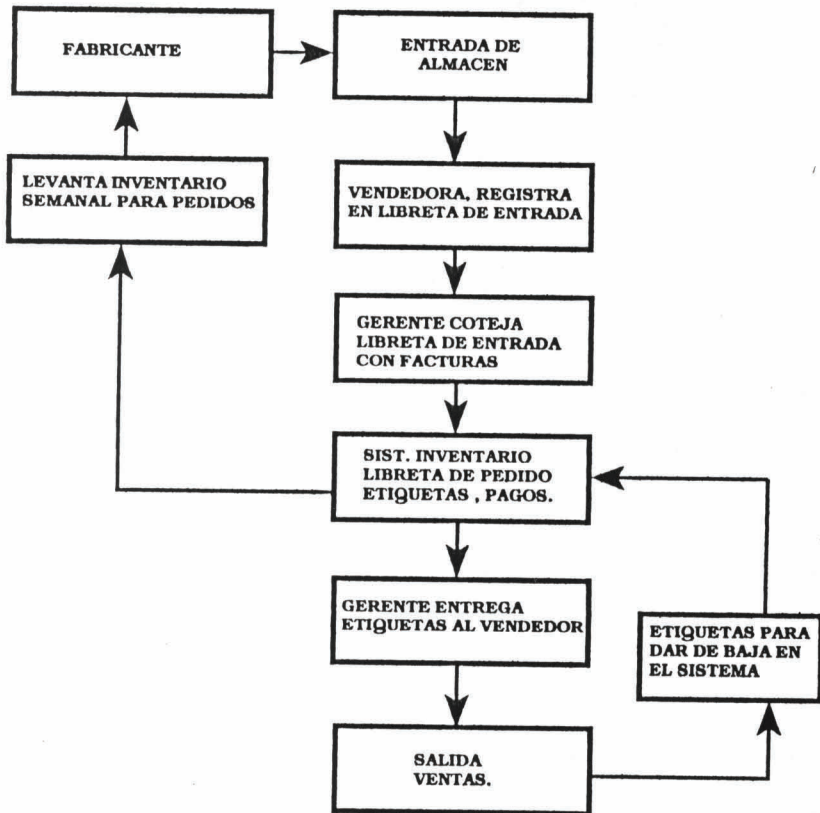 FABRICANTE
ENTRADA DE
ALMACEN
LEVANTA INVENTARIO
SEMANAL PARA PEDIDOS
VENDEDORA, REGISTRA
EN LIBRETA DE ENTRADA
GERENTE COTEJA
LIBRETA DE ENTRADA
CON FACTURAS
SIST. INVENTARIO
LIBRETA DE PEDIDO
ETIQUETAS , PAGOS.
GERENTE ENTREGA
ETIQUETAS AL VENDEDOR
ETIQUETAS PARA
DAR DE BAJA EN
EL SISTEMA
SALIDA
VENTAS.